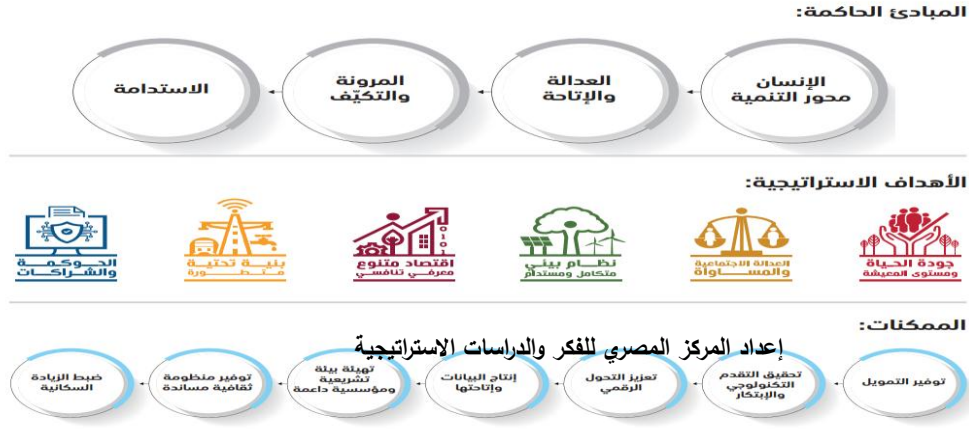 المبادئ الحاكمة:
الإنسان
محور التنمية
العدالة
والإتاحة
المرونة
والتكيّف
الاستدامة
الأهداف الاستراتيجية:
جودة الحياة
ومستوى المعيشة
العدالة الاجتماعية
والمساواة
نظام بيئي
متكامل ومستدام
0101
اقتصاد متنوع
معرفي تنافسي
بنية تحتية
متطورة
الحوكمة
والشراكات
الممكنات:
إعداد المركز المصري للفكر والدراسات الاستراتيجية
توفير التمويل
تحقيق التقدم
التكنولوجي
والإبتكار
تعزيز التحول
الرقمي
إنتاج البيانات
وإتاحتها
تهيئة بيئة
تشريعية
ومؤسسية داعمة
توفير منظومة
ثقافية مساندة
ضبط الزيادة
السكانية